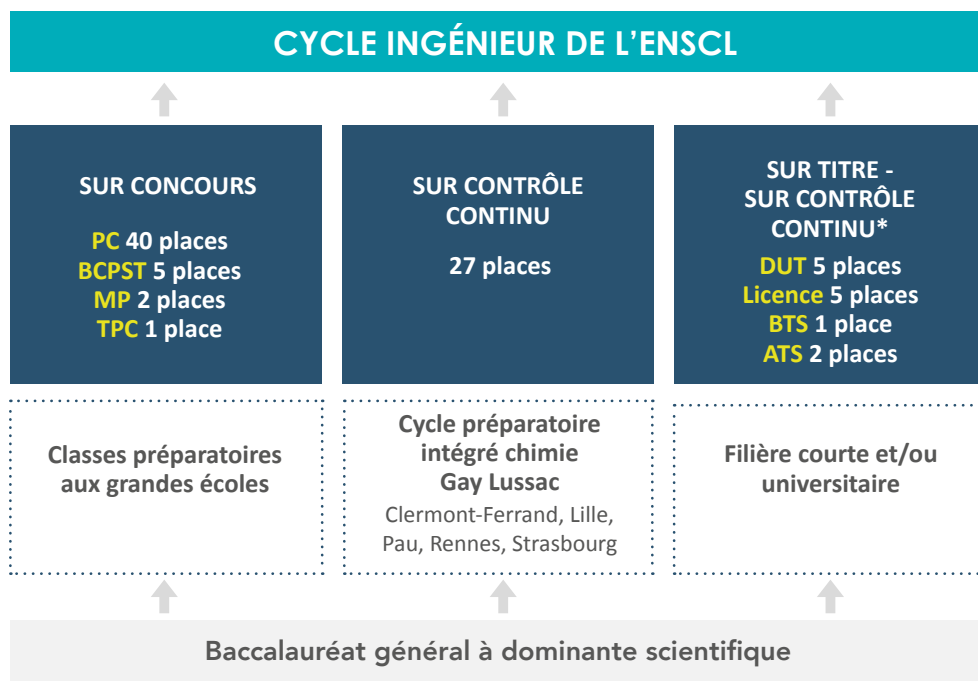 CYCLE INGÉNIEUR DE L'ENSCL
SUR CONCOURS
PC 40 places
BCPST 5 places
MP 2 places
TPC 1 place
SUR CONTRÔLE
CONTINU
27 places
SUR TITRE -
SUR CONTRÔLE
CONTINU*
DUT 5 places
Licence 5 places
BTS 1 place
ATS 2 places
Classes préparatoires
aux grandes écoles
Cycle préparatoire
intégré chimie
Gay Lussac
Clermont-Ferrand, Lille,
Pau, Rennes, Strasbourg
Filière courte et/ou
universitaire
Baccalauréat général à dominante scientifique